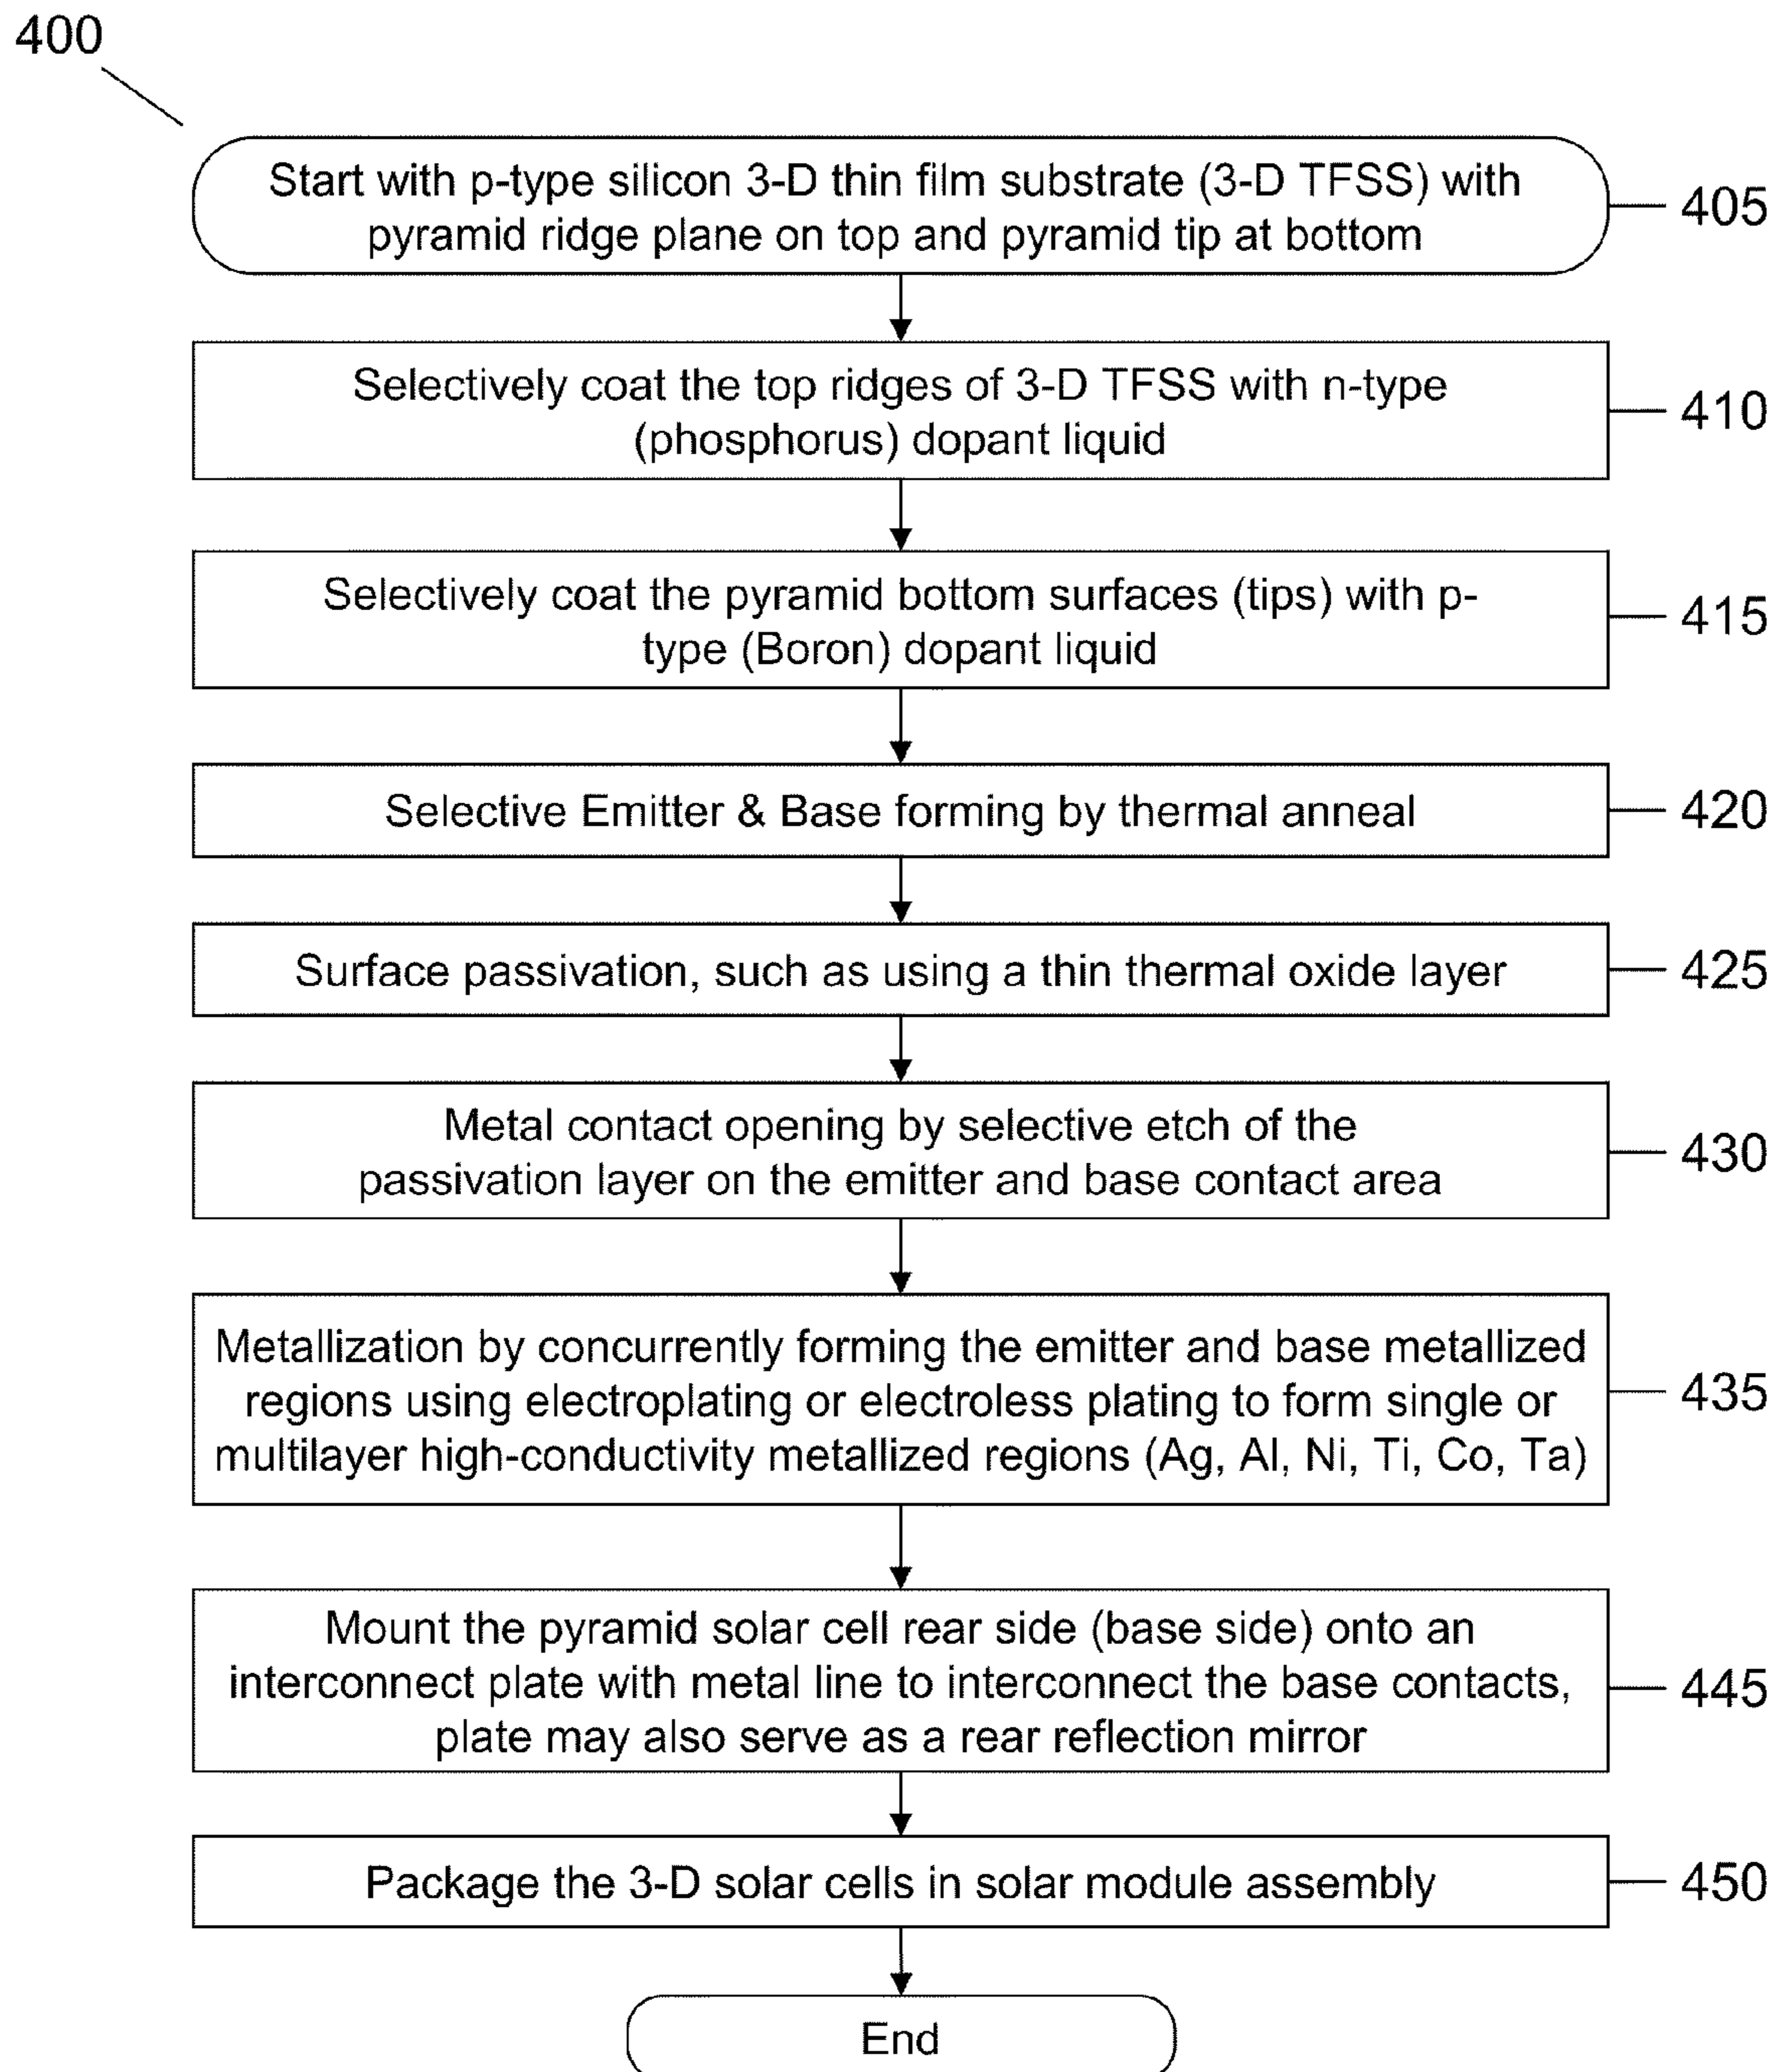 400
Start with p-type silicon 3-D thin film substrate (3-D TFSS) with
pyramid ridge plane on top and pyramid tip at bottom
405
Selectively coat the top ridges of 3-D TFSS with n-type
(phosphorus) dopant liquid
410
Selectively coat the pyramid bottom surfaces (tips) with p-
type (Boron) dopant liquid
415
Selective Emitter & Base forming by thermal anneal
420
Surface passivation, such as using a thin thermal oxide layer
425
Metal contact opening by selective etch of the
passivation layer on the emitter and base contact area
430
Metallization by concurrently forming the emitter and base metallized
regions using electroplating or electroless plating to form single or
multilayer high-conductivity metallized regions (Ag, Al, Ni, Ti, Co, Ta)
435
Mount the pyramid solar cell rear side (base side) onto an
interconnect plate with metal line to interconnect the base contacts,
plate may also serve as a rear reflection mirror
445
Package the 3-D solar cells in solar module assembly
450
End